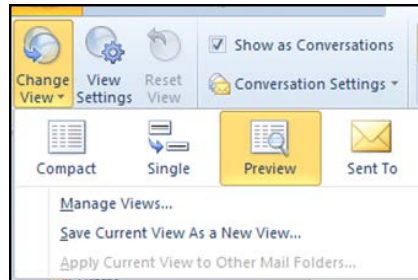 Show as Conversations
Change View View Settings Reset View
Conversation Settings
Compact Single Preview Sent To
Manage Views...
Save Current View As a New View...
Apply Current View to Other Mail Folders...